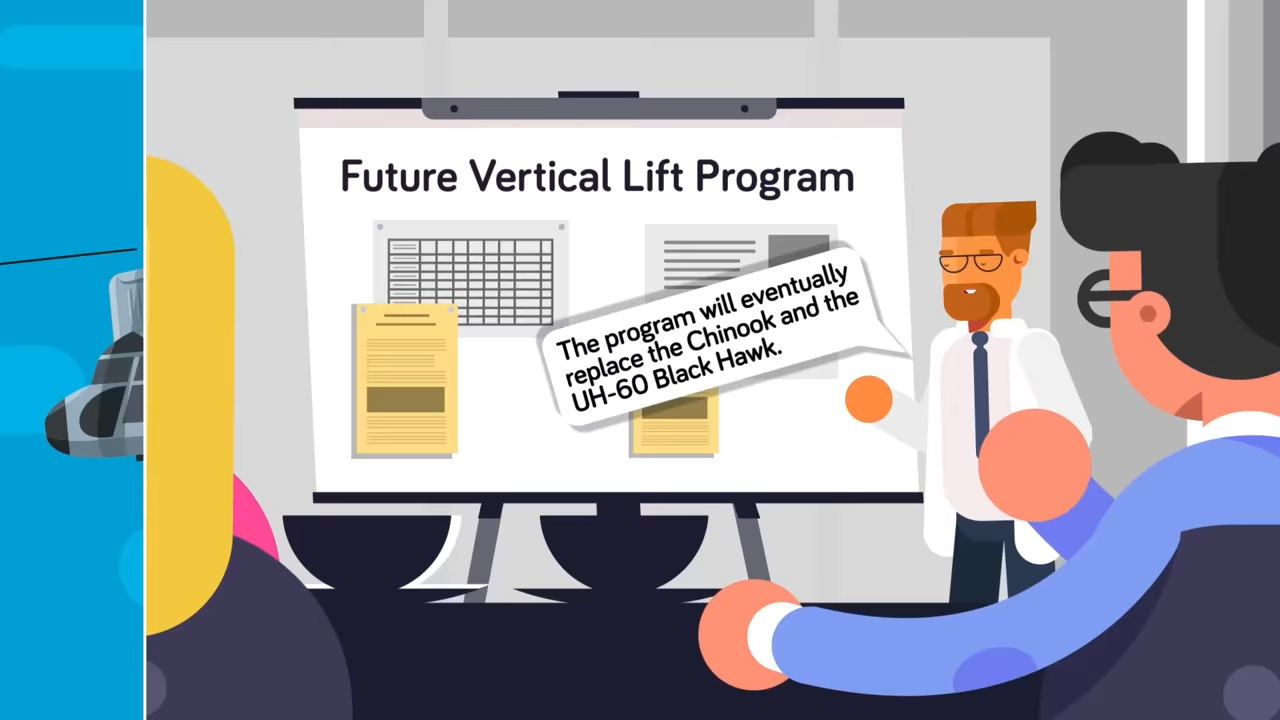 Future Vertical Lift Program
The program will eventually
replace the Chinook and the
UH-60 Black Hawk.